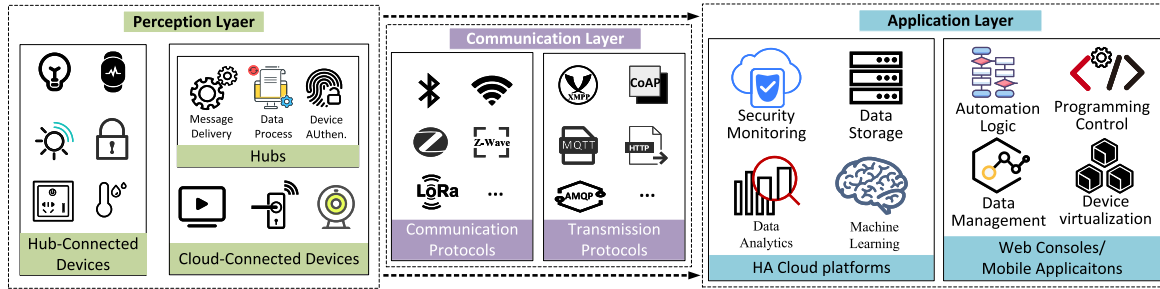 Perception Lyaer
Message
Delivery
Data
Process
Device
AUthen.
Hubs
Hub-Connected
Devices
Cloud-Connected Devices
Communication Layer
Z-Wave
LoRa
...
Communication
Protocols
XMPP
CoAP
MQTT
HTTP
AMQP
...
Transmission
Protocols
Application Layer
Security
Monitoring
Data
Storage
Data
Analytics
Machine
Learning
HA Cloud platforms
Automation
Logic
Programming
Control
Data
Management
Device
virtualization
Web Consoles/
Mobile Applicaitons